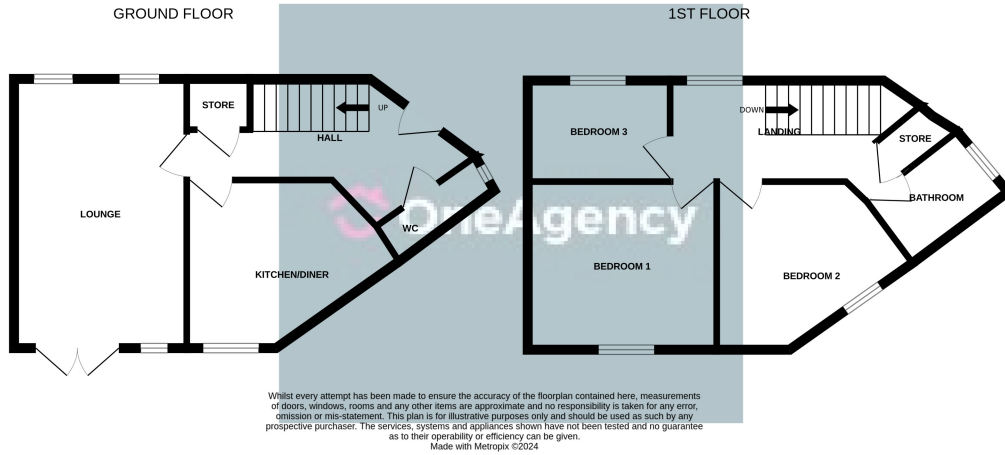 GROUND FLOOR
1ST FLOOR
STORE
UP
HALL
LOUNGE
WC
KITCHEN/DINER
BEDROOM 3
DOWN
LANDING
STORE
BATHROOM
BEDROOM 1
BEDROOM 2
OneAgency
Whilst every attempt has been made to ensure the accuracy of the floorplan contained here, measurements
of doors, windows, rooms and any other items are approximate and no responsibility is taken for any error,
omission or mis-statement. This plan is for illustrative purposes only and should be used as such by any
prospective purchaser. The services, systems and appliances shown have not been tested and no guarantee
as to their operability or efficiency can be given.
Made with Metropix ©2024